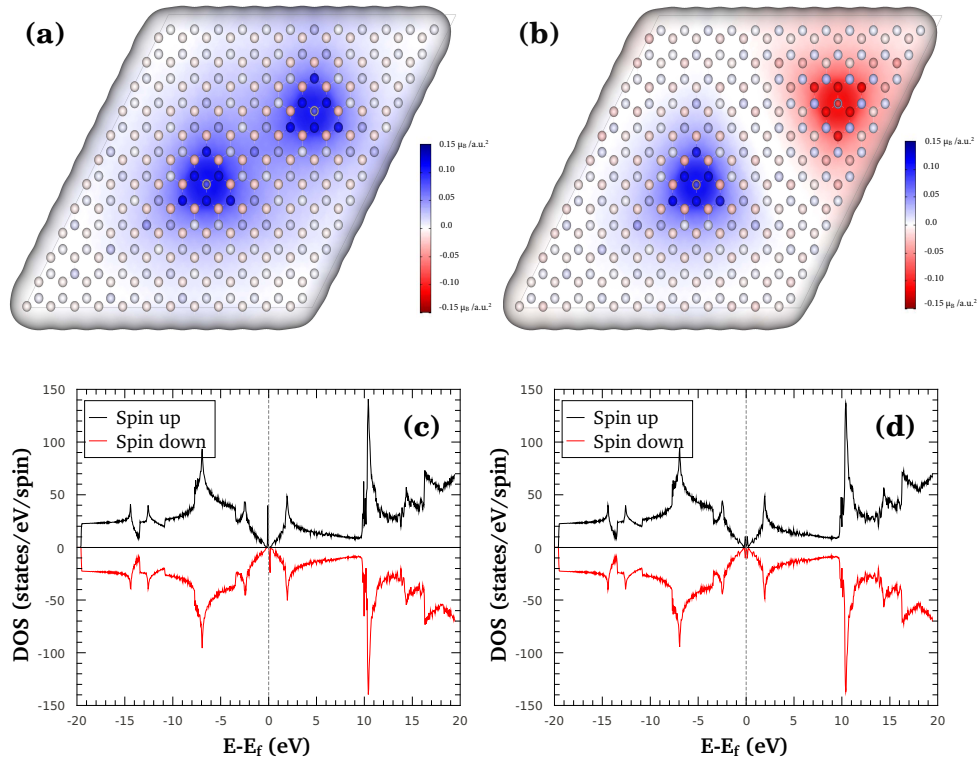 (a)
0.15 μB /a.u.²
0.10
0.05
0.0
-0.05
-0.10
-0.15 μB /a.u.²
(b)
0.15 μB /a.u.²
0.10
0.05
0.0
-0.05
-0.10
-0.15 μB /a.u.²
(c)
Spin up
Spin down
DOS (states/eV/spin)
150
100
50
0
-50
-100
-150
-20 -15 -10 -5 0 5 10 15 20
E-Ef (eV)
(d)
Spin up
Spin down
DOS (states/eV/spin)
150
100
50
0
-50
-100
-150
-20 -15 -10 -5 0 5 10 15 20
E-Ef (eV)